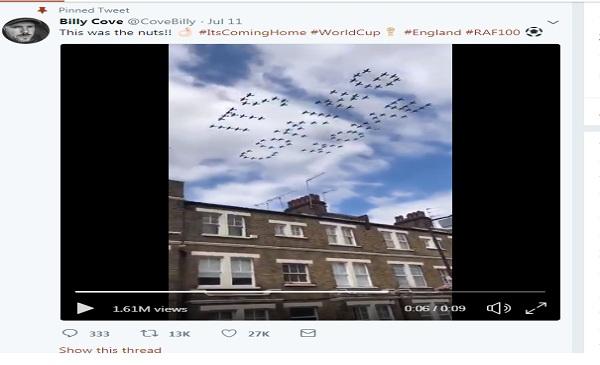 Pinned Tweet
Billy Cove @CoveBilly · Jul 11
This was the nuts!! 👌🏻 #ItsComingHome #WorldCup 🏆 #England #RAF100 ⚽
1.61M views
0:06 / 0:09
333 13K 27K
Show this thread